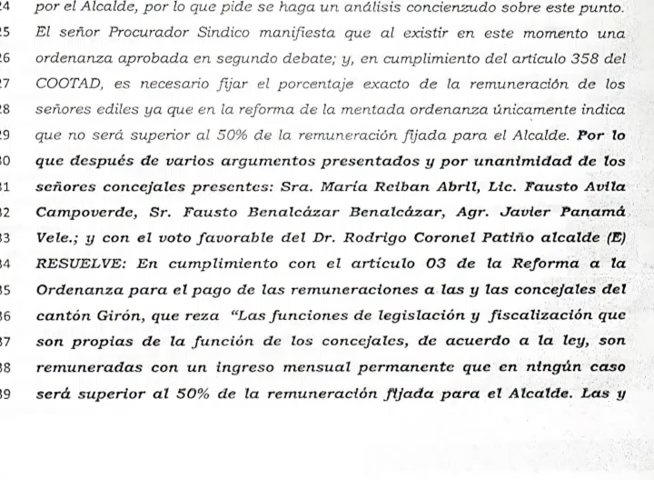 24 por el Alcalde, por lo que pide se haga un análisis concienzudo sobre este punto.
25 El señor Procurador Sindico manifiesta que al existir en este momento una
26 ordenanza aprobada en segundo debate; y, en cumplimiento del artículo 358 del
27 COOTAD, es necesario fijar el porcentaje exacto de la remuneración de los
28 señores ediles ya que en la reforma de la mentada ordenanza únicamente indica
29 que no será superior al 50% de la remuneración fijada para el Alcalde. Por lo
30 que después de varios argumentos presentados y por unanimidad de los
31 señores concejales presentes: Sra. María Reiban Abril, Lic. Fausto Avila
32 Campoverde, Sr. Fausto Benalcázar Benalcázar, Agr. Javier Panamá
33 Vele.; y con el voto favorable del Dr. Rodrigo Coronel Patiño alcalde (E)
34 RESUELVE: En cumplimiento con el artículo 03 de la Reforma a la
35 Ordenanza para el pago de las remuneraciones a las y las concejales del
36 cantón Girón, que reza “Las funciones de legislación y fiscalización que
37 son propias de la función de los concejales, de acuerdo a la ley, son
38 remuneradas con un ingreso mensual permanente que en ningún caso
39 será superior al 50% de la remuneración fijada para el Alcalde. Las y